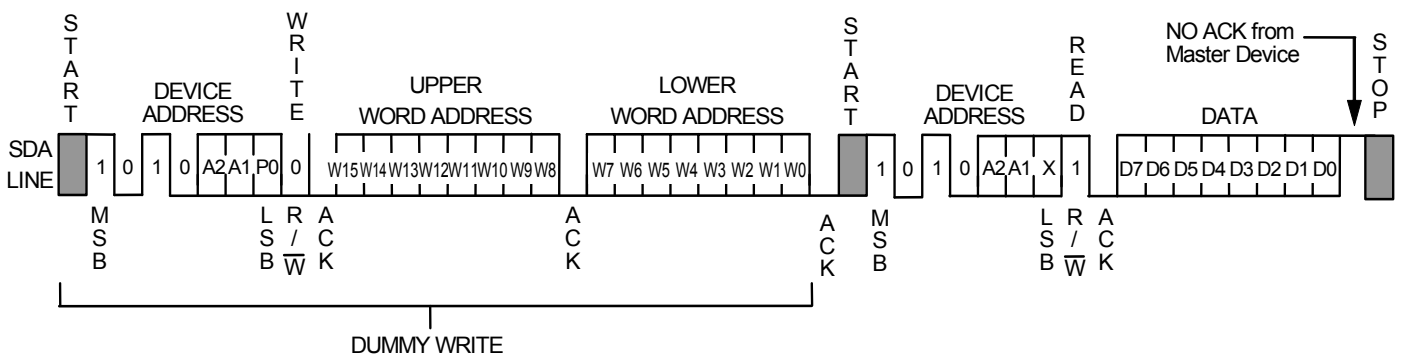 START
WRITE
START
READ
NO ACK from
Master Device
STOP
DEVICE
ADDRESS
UPPER
WORD ADDRESS
LOWER
WORD ADDRESS
DEVICE
ADDRESS
DATA
SDA
LINE
1 0 1 0 A2 A1 P0 0 W15 W14 W13 W12 W11 W10 W9 W8 W7 W6 W5 W4 W3 W2 W1 W0 1 0 1 0 A2 A1 X 1 D7 D6 D5 D4 D3 D2 D1 D0
MSB
LSB
R/W
ACK
ACK
ACK
MSB
LSB
R/W
ACK
DUMMY WRITE